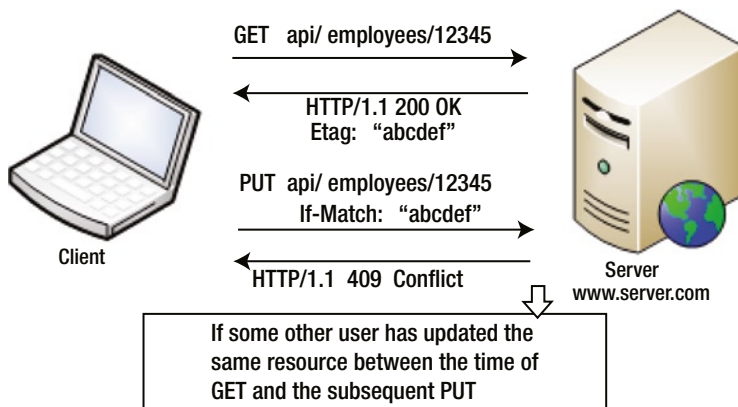 GET api/ employees/12345
HTTP/1.1 200 OK
Etag: “abcdef”
PUT api/ employees/12345
If-Match: “abcdef”
HTTP/1.1 409 Conflict
Client
Server
www.server.com
If some other user has updated the
same resource between the time of
GET and the subsequent PUT